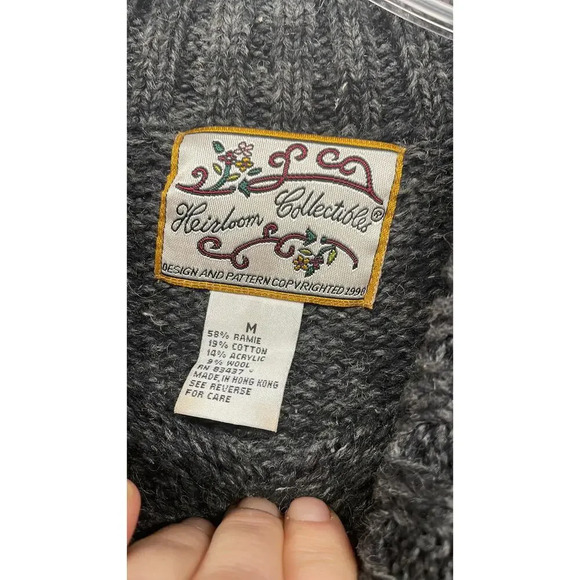 Heirloom Collectibles®
DESIGN AND PATTERN COPYRIGHTED 1998
M
58% RAMIE
19% COTTON
14% ACRYLIC
9% WOOL
RN 83437
MADE IN HONG KONG
SEE REVERSE
FOR CARE